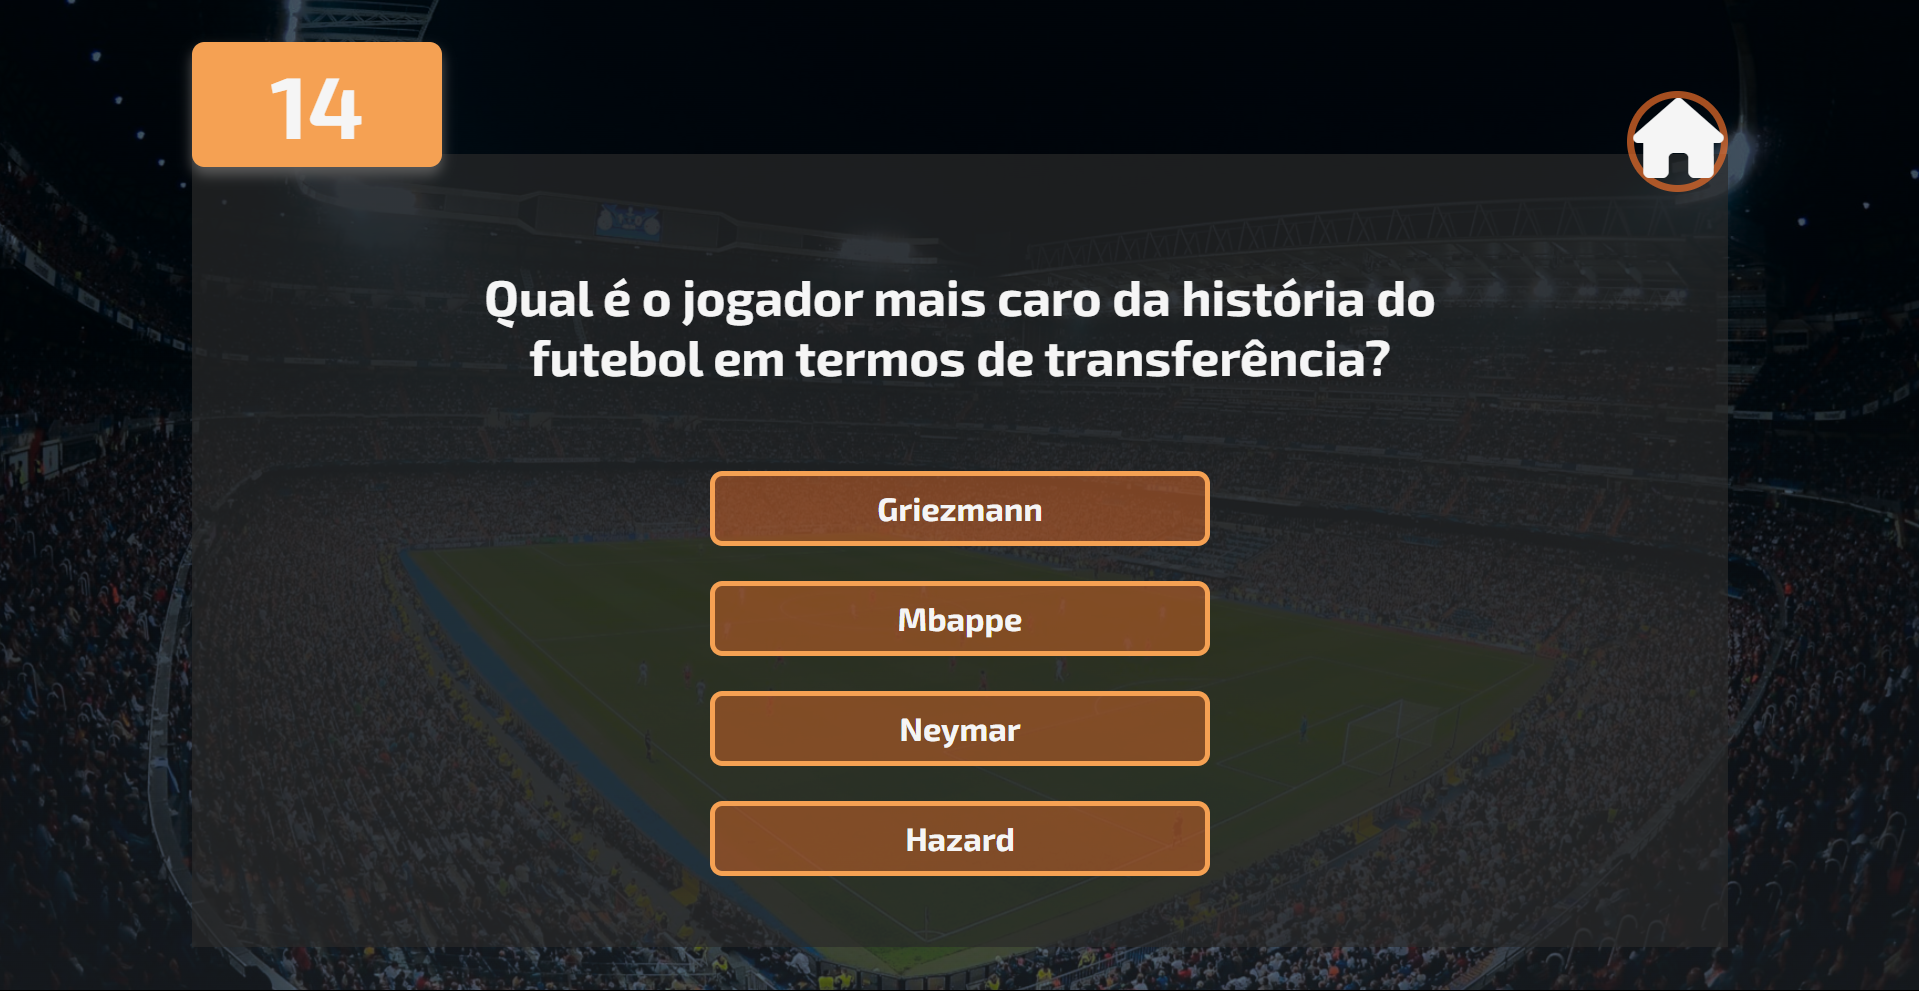 14
Qual é o jogador mais caro da história do
futebol em termos de transferência?
Griezmann
Mbappe
Neymar
Hazard